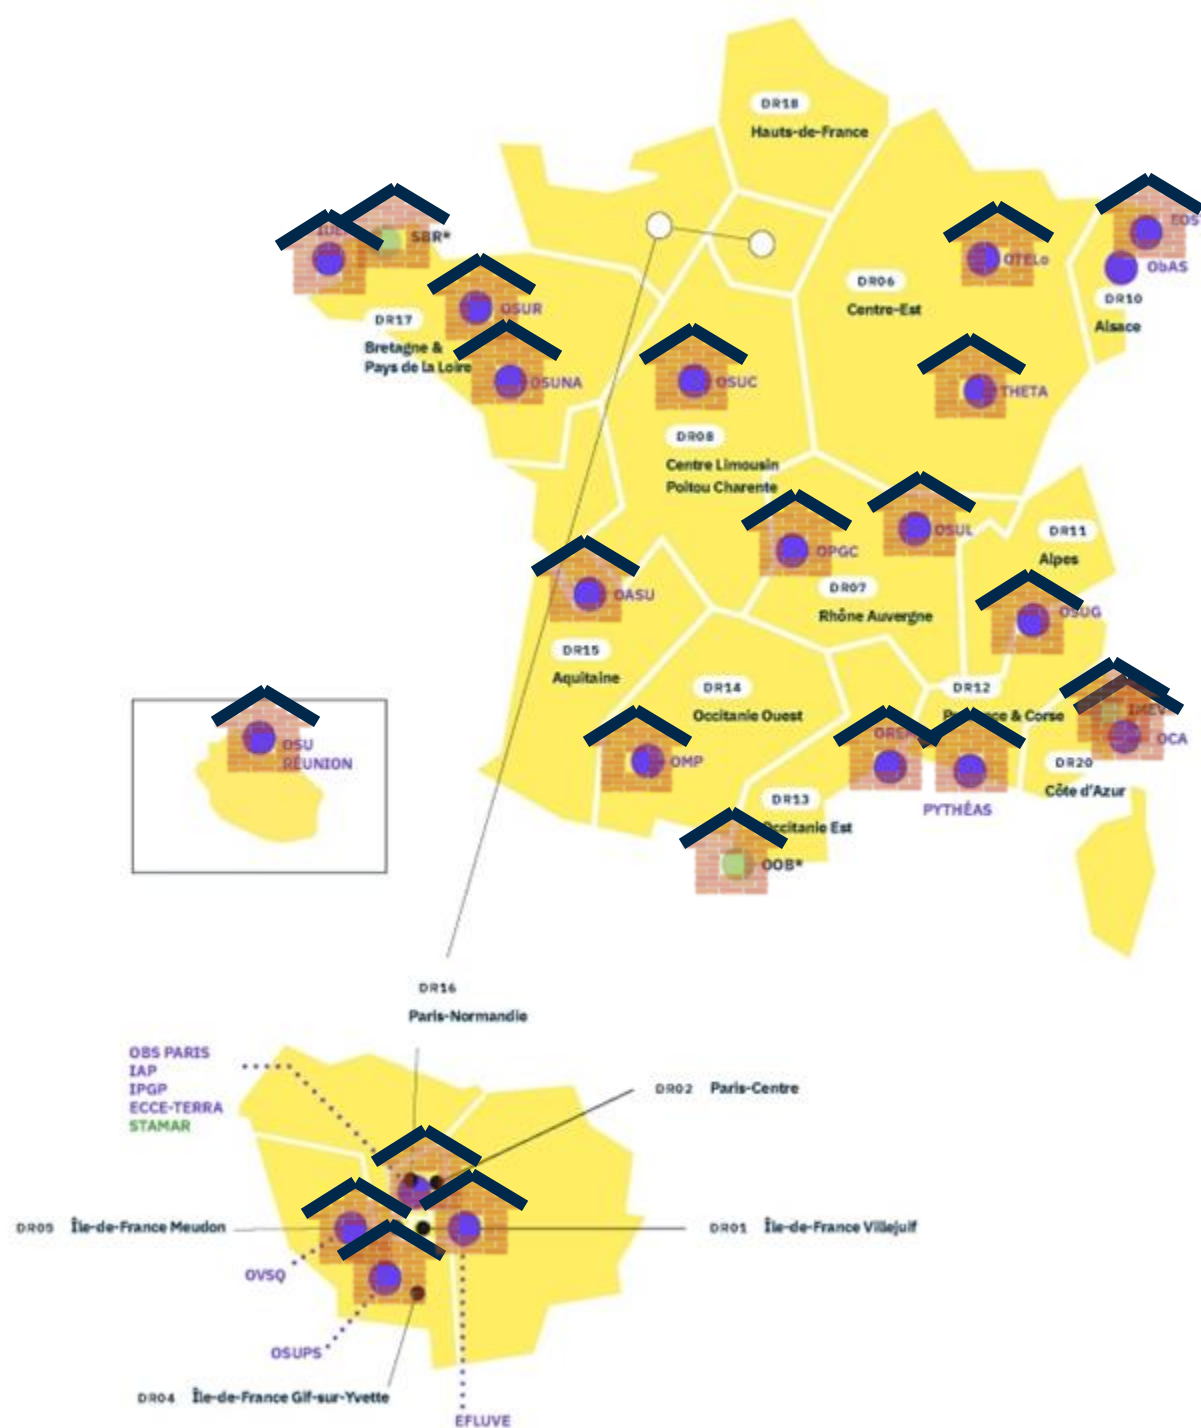 DR18
Hauts-de-France
SBR*
OTELo
EOS
ObAS
DR10
Alsace
DR06
Centre-Est
OSUR
DR17
Bretagne &
Pays de la Loire
OSUNA
OSUC
THETA
DR08
Centre Limousin
Poitou Charente
OPGC
OSUL
DR11
Alpes
DR07
Rhône Auvergne
OASU
OSUG
DR15
Aquitaine
DR14
Occitanie Ouest
DR12
& Corse
IMEV
OCA
OSU
RÉUNION
OMP
DR20
Côte d'Azur
DR13
Occitanie Est
PYTHÉAS
OOB*
DR16
Paris-Normandie
OBS PARIS
IAP
IPGP
ECCE-TERRA
STAMAR
DR02 Paris-Centre
DR05 Île-de-France Meudon
DR01 Île-de-France Villejuif
OVSQ
OSUPS
DR04 Île-de-France Gif-sur-Yvette
EFLUVE